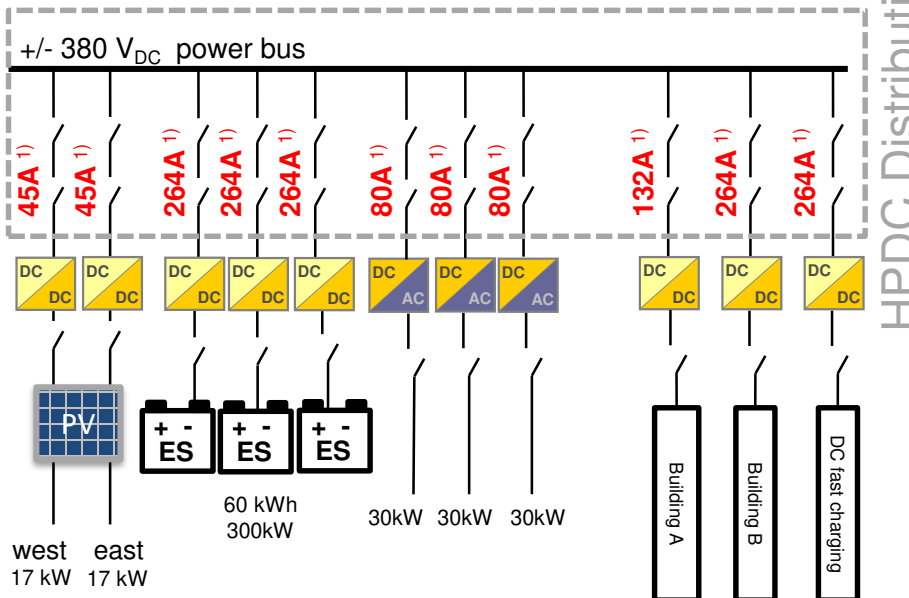 +/- 380 VDC power bus
45A 1)
45A 1)
264A 1)
264A 1)
264A 1)
80A 1)
80A 1)
80A 1)
132A 1)
264A 1)
264A 1)
HPDC Distributi
DC
DC
DC
DC
DC
DC
DC
DC
DC
DC
DC
AC
DC
AC
DC
AC
DC
DC
DC
DC
DC
DC
PV
+ -
ES
+ -
ES
+ -
ES
60 kWh
300kW
30kW
30kW
30kW
Building A
Building B
DC fast charging
west
17 kW
east
17 kW